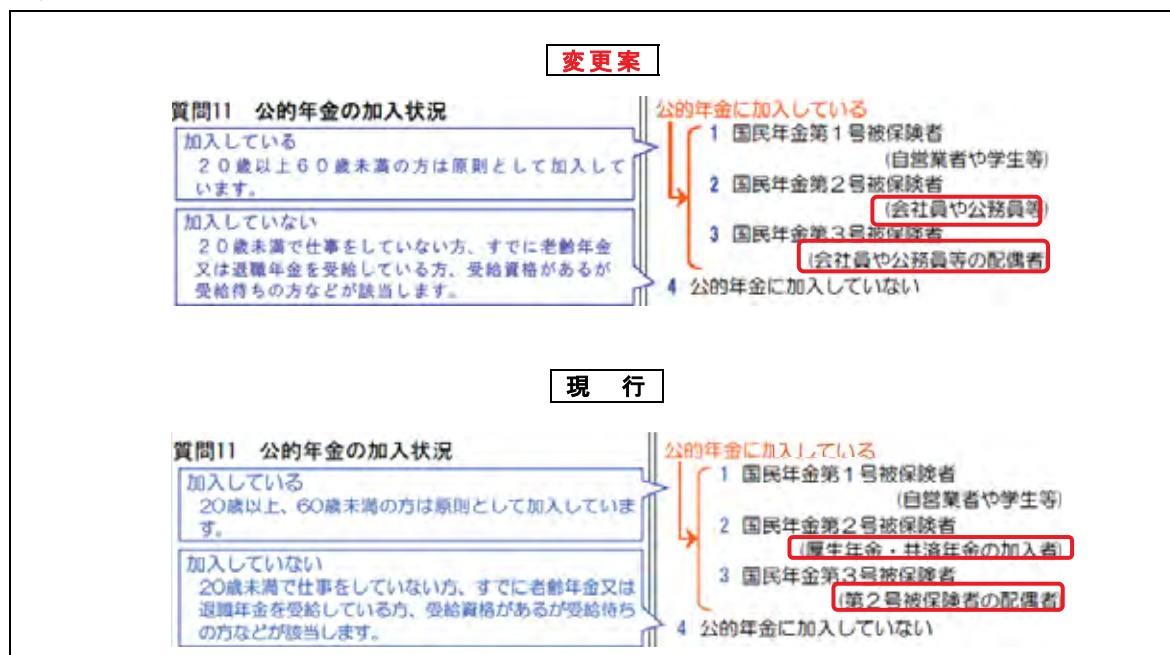 変更案
質問11 公的年金の加入状況
加入している
２０歳以上６０歳未満の方は原則として加入して
います。
加入していない
２０歳未満で仕事をしていない方、すでに老齢年金
又は退職年金を受給している方、受給資格があるが
受給待ちの方などが該当します。
公的年金に加入している
1 国民年金第１号被保険者
(自営業者や学生等)
2 国民年金第２号被保険者
(会社員や公務員等)
3 国民年金第３号被保険者
(会社員や公務員等の配偶者
4 公的年金に加入していない
現 行
質問11 公的年金の加入状況
加入している
20歳以上、60歳未満の方は原則として加入していま
す。
加入していない
20歳未満で仕事をしていない方、すでに老齢年金又は
退職年金を受給している方、受給資格があるが受給待ち
の方などが該当します。
公的年金に加入している
1 国民年金第１号被保険者
(自営業者や学生等)
2 国民年金第２号被保険者
(厚生年金・共済年金の加入者)
3 国民年金第３号被保険者
(第２号被保険者の配偶者)
4 公的年金に加入していない